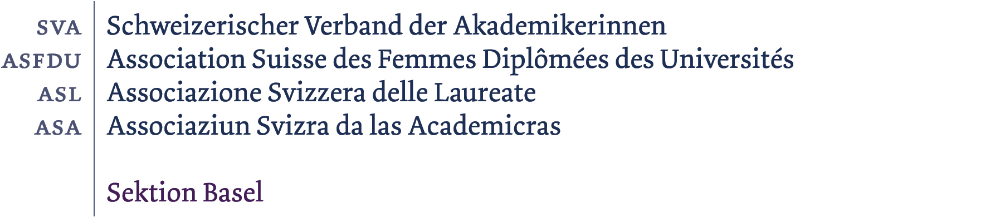 SVA Schweizerischer Verband der Akademikerinnen
ASFDU Association Suisse des Femmes Diplômées des Universités
ASL Associazione Svizzera delle Laureate
ASA Associaziun Svizra da las Academicras
Sektion Basel